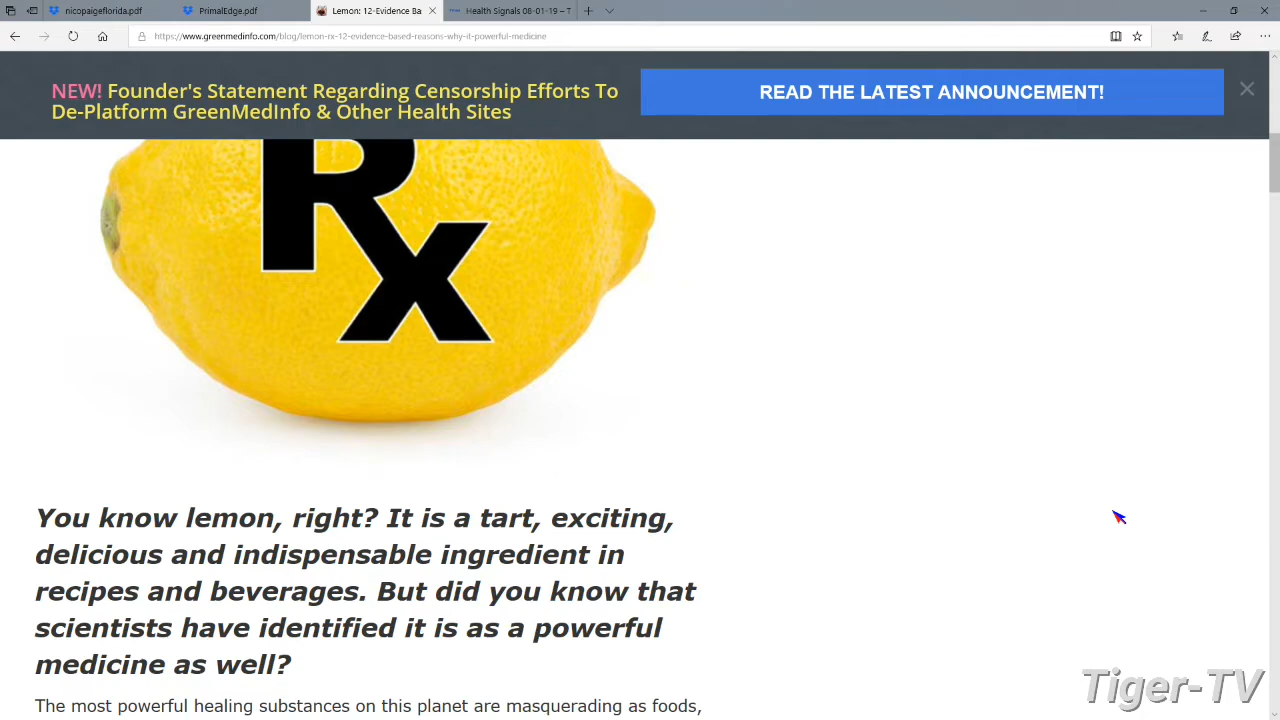 nicopaigeflorida.pdf
PrimalEdge.pdf
Lemon: 12-Evidence Ba
Health Signals 08-01-19 – T
https://www.greenmedinfo.com/blog/lemon-rx-12-evidence-based-reasons-why-it-powerful-medicine
NEW! Founder's Statement Regarding Censorship Efforts To
De-Platform GreenMedInfo & Other Health Sites
READ THE LATEST ANNOUNCEMENT!
Rx
You know lemon, right? It is a tart, exciting,
delicious and indispensable ingredient in
recipes and beverages. But did you know that
scientists have identified it is as a powerful
medicine as well?
The most powerful healing substances on this planet are masquerading as foods,
Tiger-TV